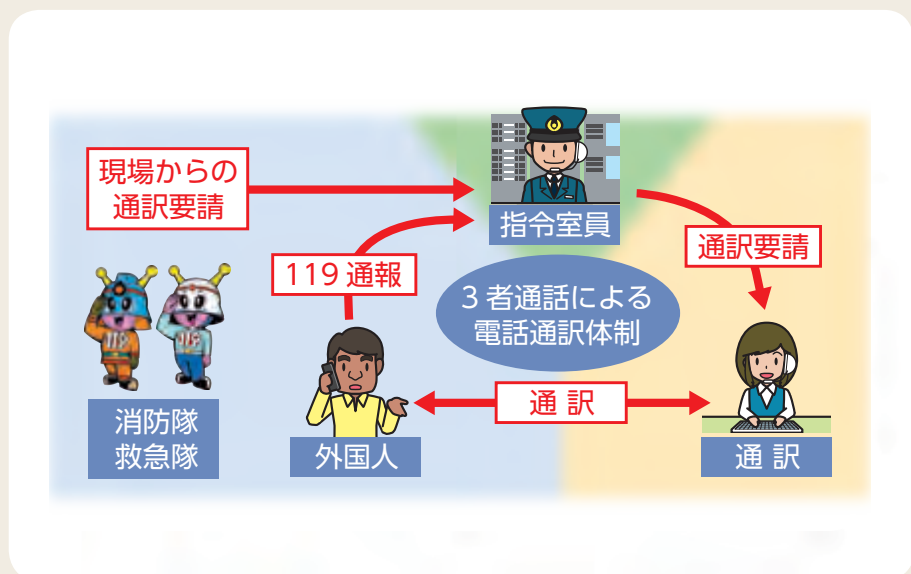 現場からの
通訳要請
指令室員
通訳要請
119 通報
3 者通話による
電話通訳体制
通 訳
消防隊
救急隊
外国人
通 訳